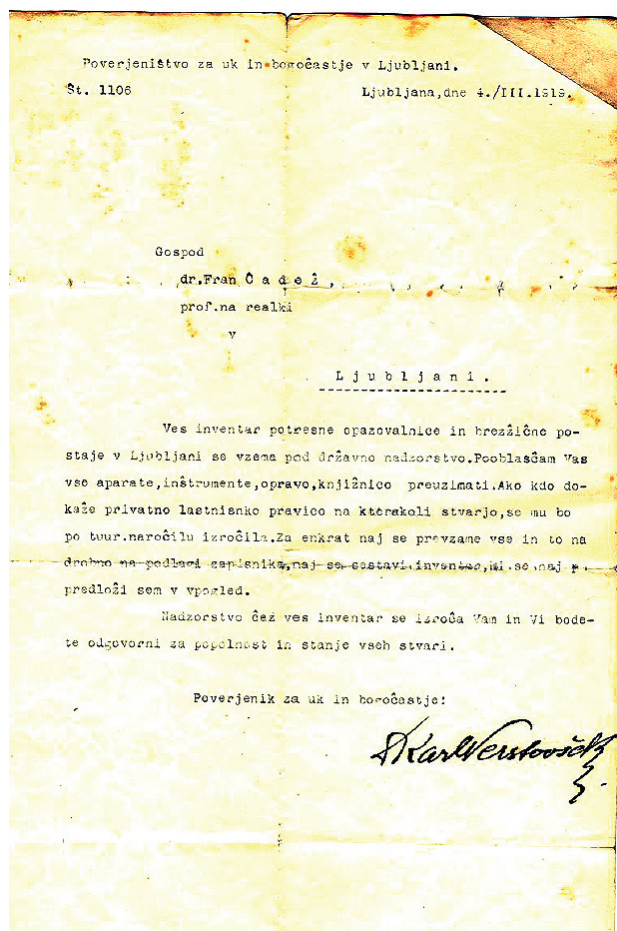 Poverjeništvo za uk in bogočastje v Ljubljani.
Št. 1106 Ljubljana,dne 4./III.1919.
Gospod
dr.Fran Č a d e ž ,
prof.na realki
v
L j u b l j a n i .
Ves inventar potresne opazovalnice in brezžične po-
staje v Ljubljani se vzema pod državno nadzorstvo.Pooblaščam Vas
vse aparate,inštrumente,opravo,knjižnico preuzimati.Ako kdo do-
kaže privatno lastninsko pravico na kterakoli stvarjo,se mu bo
po tuur.naročilu izročila.Za enkrat naj se prevzame vse in to na
drobno na podlagi zapisnika,naj se sestavi inventar, se naj
predloži sem v vpogled.
Nadzorstvo čez ves inventar se izroča Vam in Vi bode-
te odgovorni za popolnost in stanje vseh stvari.
Poverjenik za uk in bogočastje:
Dr Karl Verstovšek